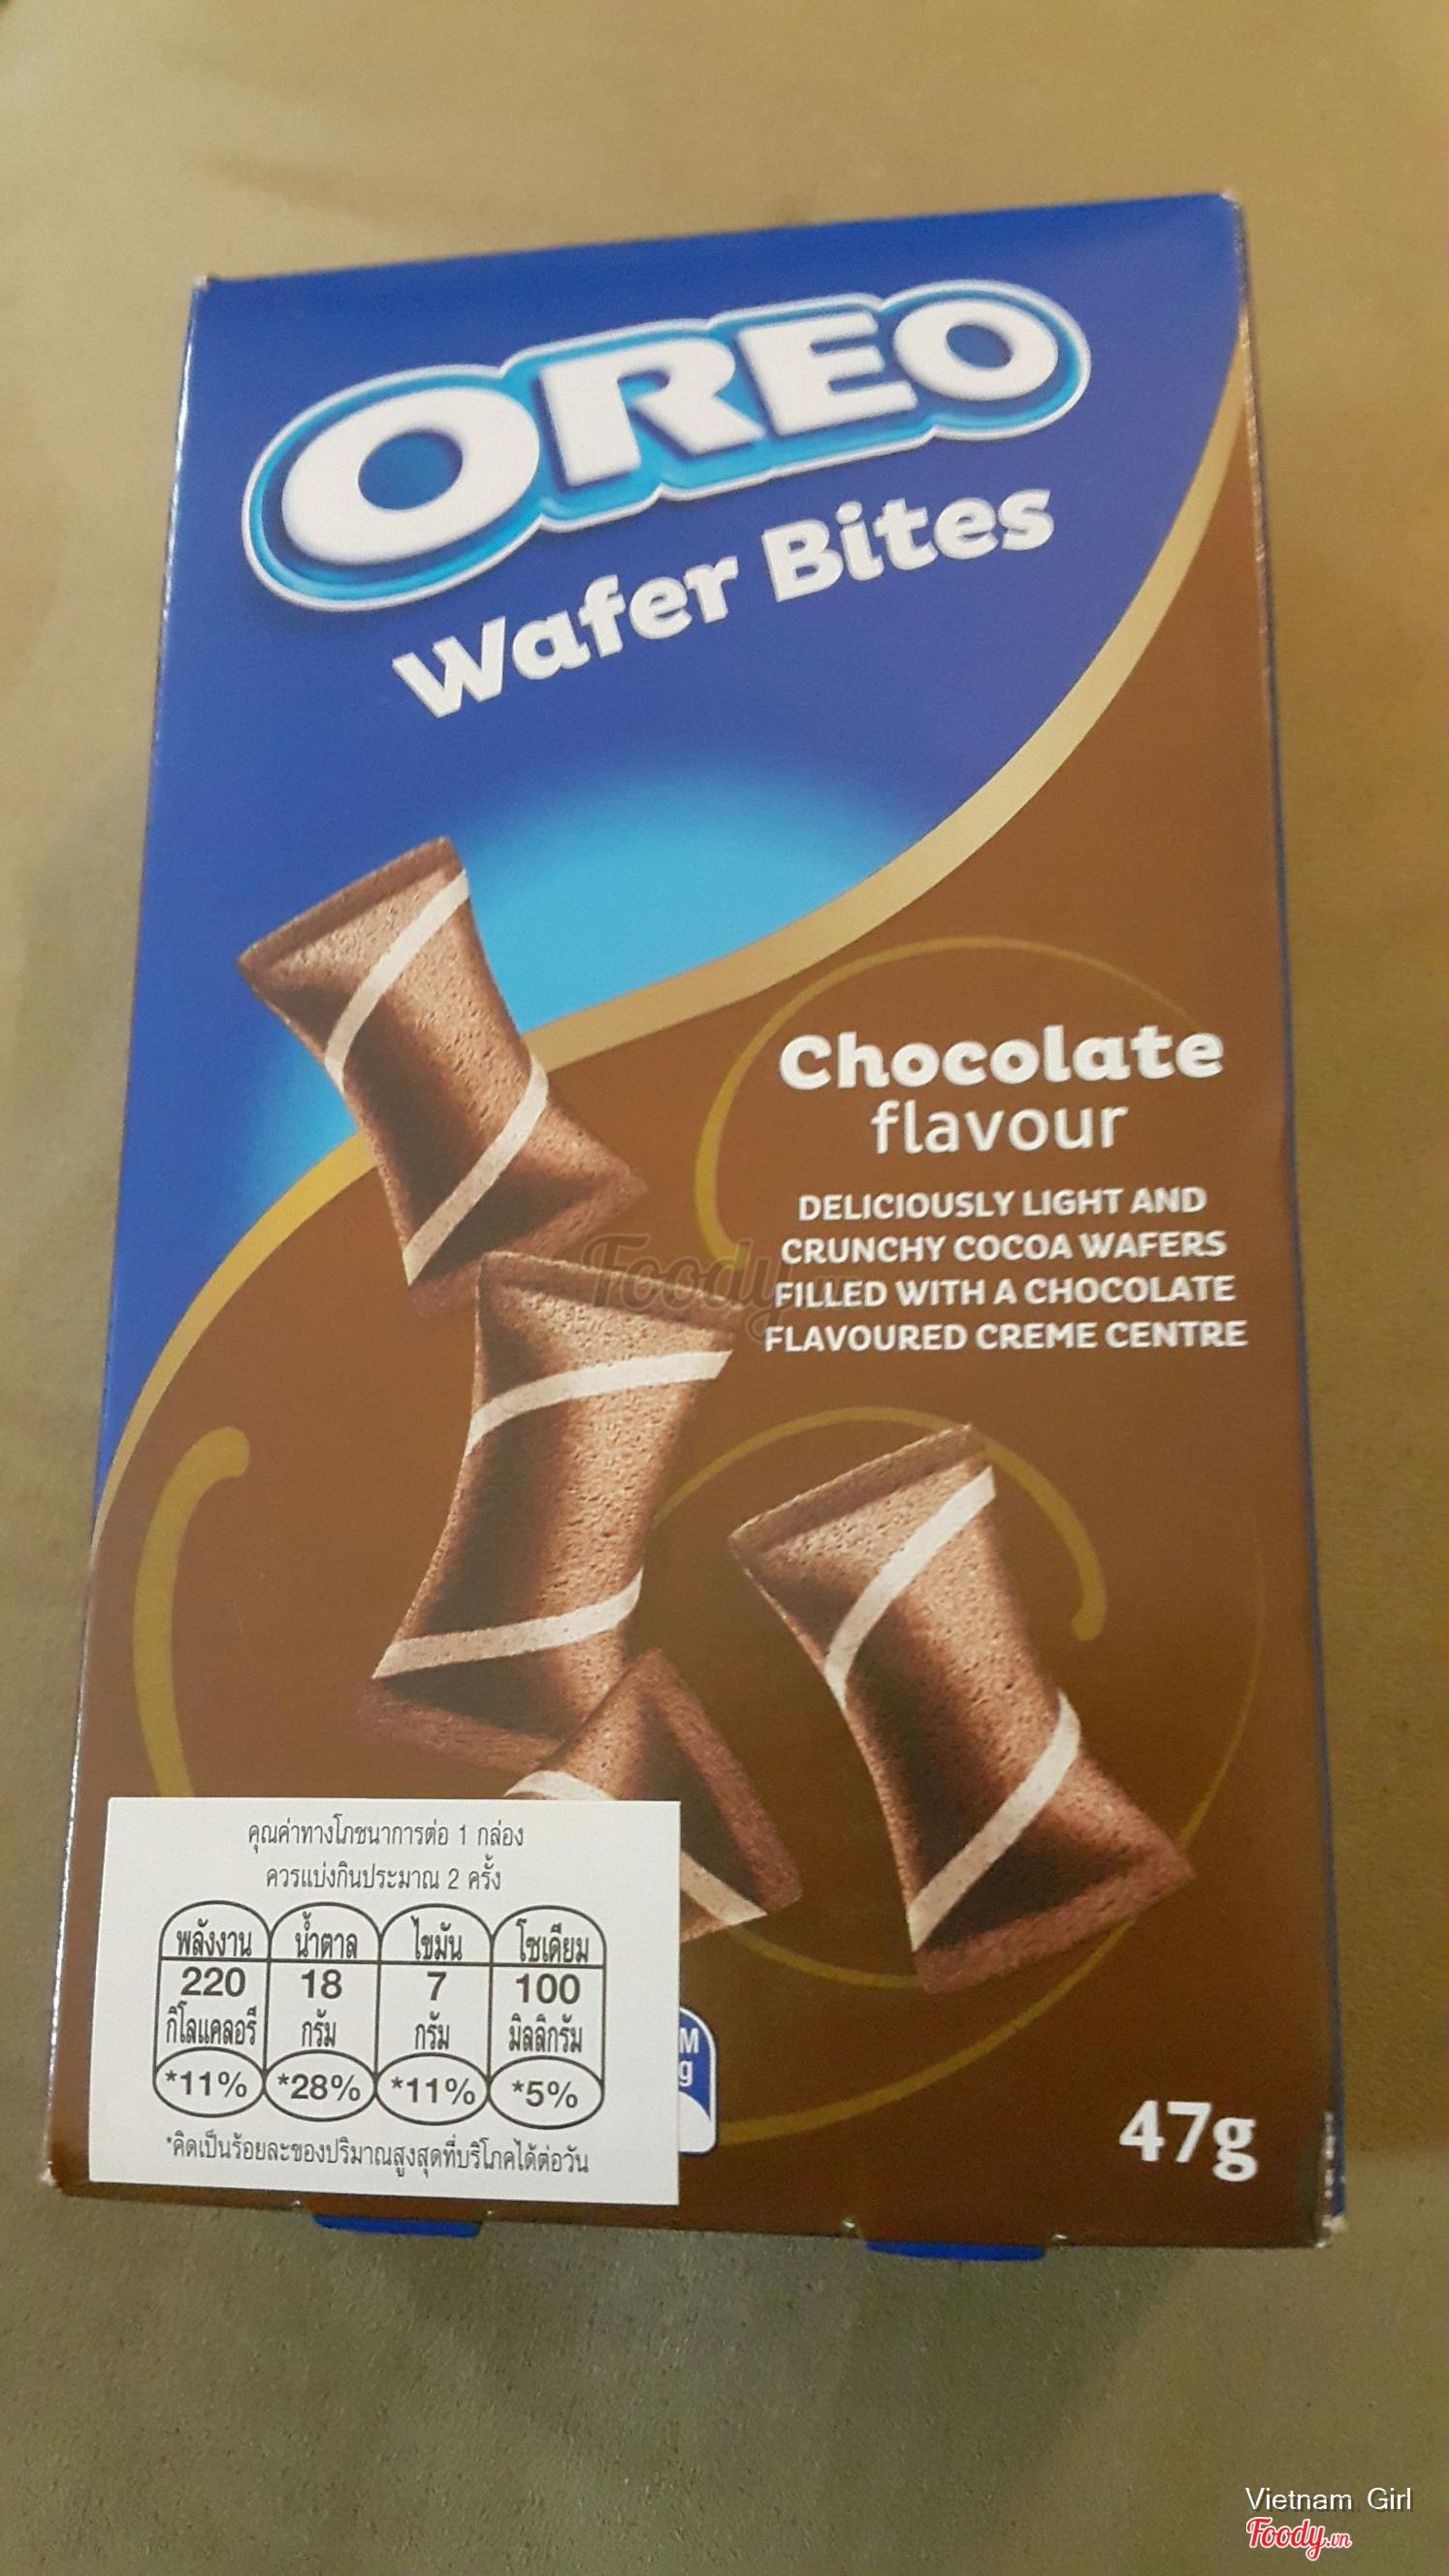 OREO
Wafer Bites
Chocolate
flavour
DELICIOUSLY LIGHT AND
CRUNCHY COCOA WAFERS
FILLED WITH A CHOCOLATE
FLAVOURED CREME CENTRE
Foody
คุณค่าทางโภชนาการต่อ 1 กล่อง
ควรแบ่งกินประมาณ 2 ครั้ง
พลังงาน น้ำตาล ไขมัน โซเดียม
220 18 7 100
กิโลแคลอรี กรัม กรัม มิลลิกรัม
*11% *28% *11% *5%
*คิดเป็นร้อยละของปริมาณสูงสุดที่บริโภคได้ต่อวัน
47g
Vietnam Girl
Foody.vn